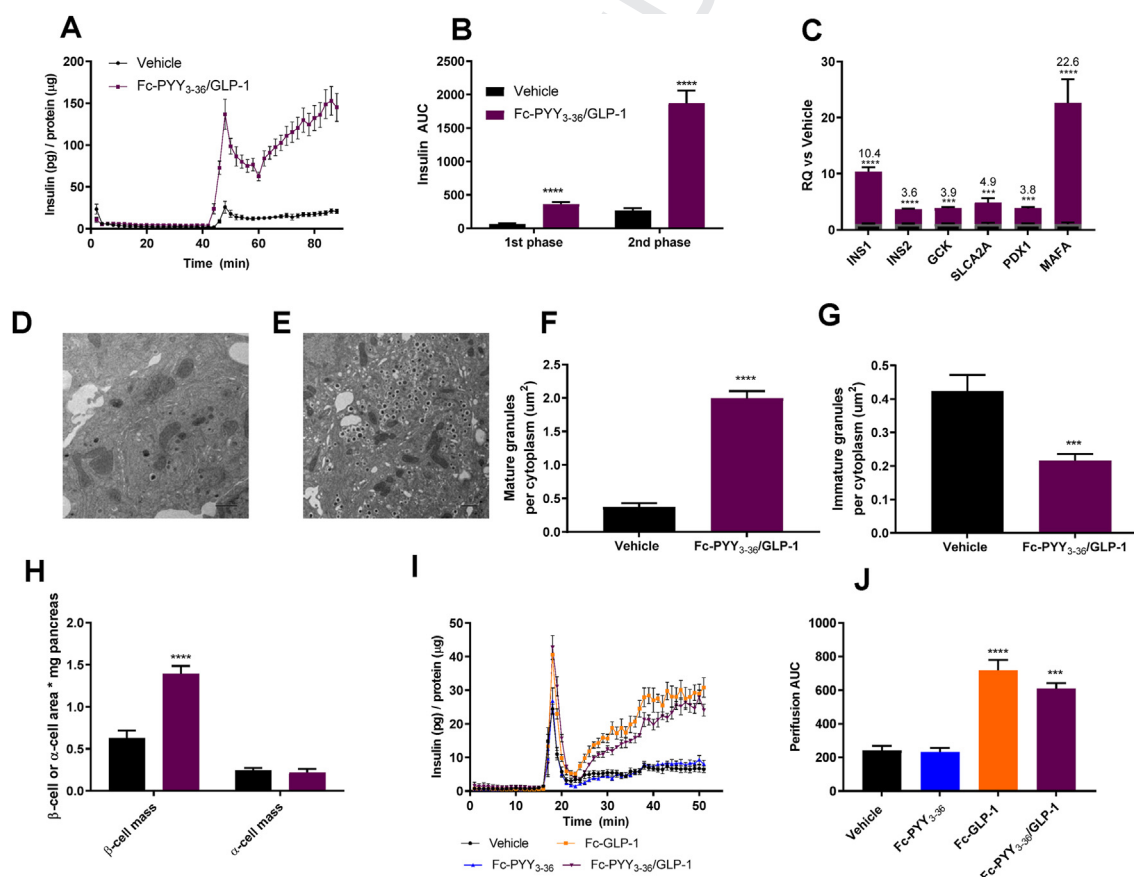 A
Vehicle
Fc-PYY3-36/GLP-1
Insulin (pg) / protein (µg)
200
150
100
50
0
0 20 40 60 80
Time (min)
B
Vehicle
Fc-PYY3-36/GLP-1
Insulin AUC
2500
2000
1500
1000
500
0
****
****
1st phase 2nd phase
C
RQ vs Vehicle
30
20
10
0
10.4
****
3.6
****
3.9
***
4.9
***
3.8
***
22.6
****
INS1 INS2 GCK SLCA2A PDX1 MAFA
D
E
F
Mature granules
per cytoplasm (um2)
2.5
2.0
1.5
1.0
0.5
0.0
****
Vehicle Fc-PYY3-36/GLP-1
G
Immature granules
per cytoplasm (um2)
0.5
0.4
0.3
0.2
0.1
0.0
***
Vehicle Fc-PYY3-36/GLP-1
H
β-cell or α-cell area * mg pancreas
1.5
1.0
0.5
0.0
****
β-cell mass α-cell mass
I
Insulin (pg) / protein (µg)
50
40
30
20
10
0
0 10 20 30 40 50
Time (min)
Vehicle Fc-GLP-1
Fc-PYY3-36 Fc-PYY3-36/GLP-1
J
Perifusion AUC
1000
800
600
400
200
0
****
***
Vehicle Fc-PYY3-36 Fc-GLP-1 Fc-PYY3-36/GLP-1